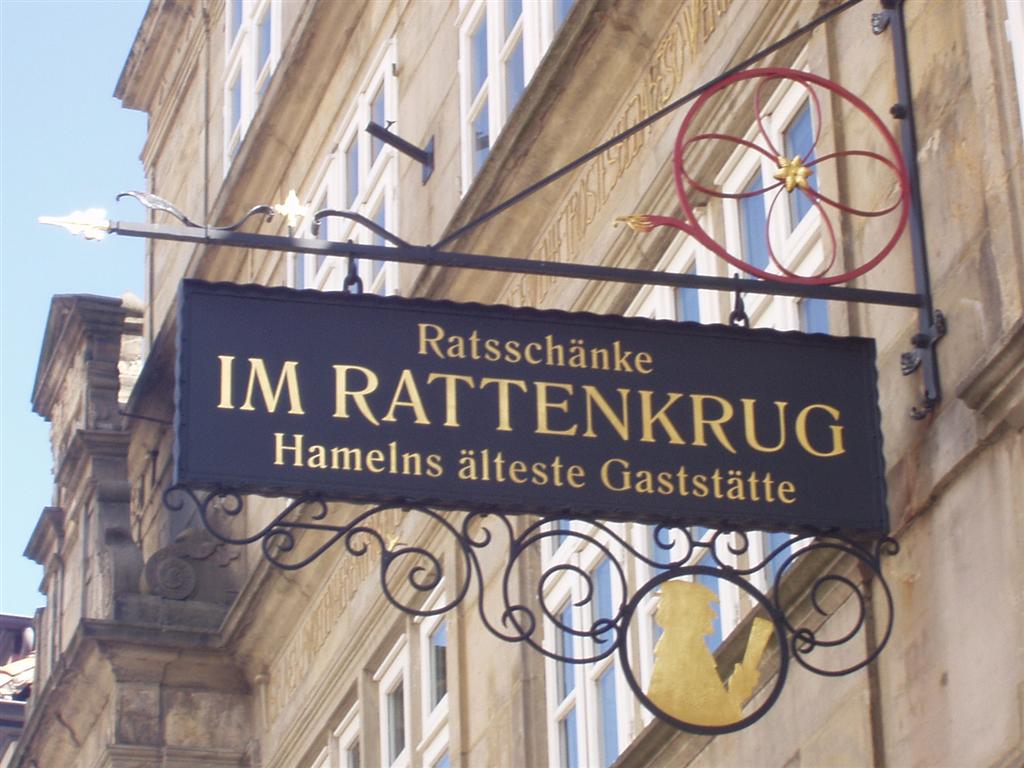 Ratsschänke
IM RATTENKRUG
Hamelns älteste Gaststätte